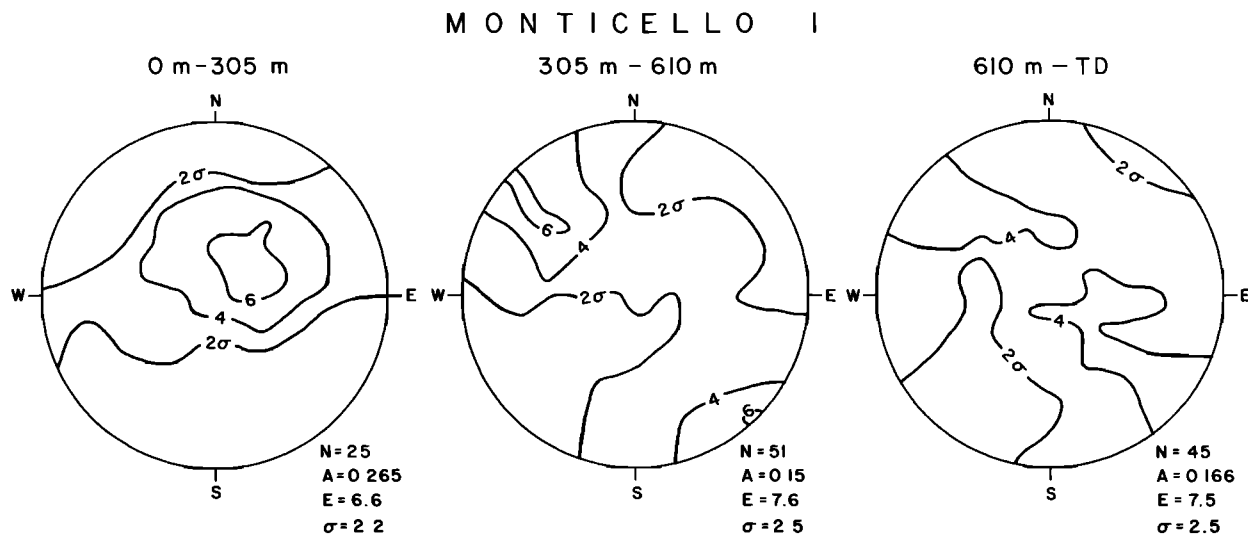 MONTICELLO I
0 m-305 m
305 m - 610 m
610 m - TD
N
2σ
6
W
E
4
2σ
S
N=25
A=0 265
E=6.6
σ=2 2
N
2σ
6
4
W
2σ
E
4
6
S
N=51
A=0 15
E=7.6
σ=2 5
N
2σ
4
W
E
4
2σ
S
N=45
A=0 166
E=7.5
σ=2.5